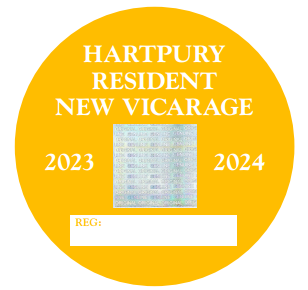 HARTPURY
RESIDENT
NEW VICARAGE
2023 2024
REG: